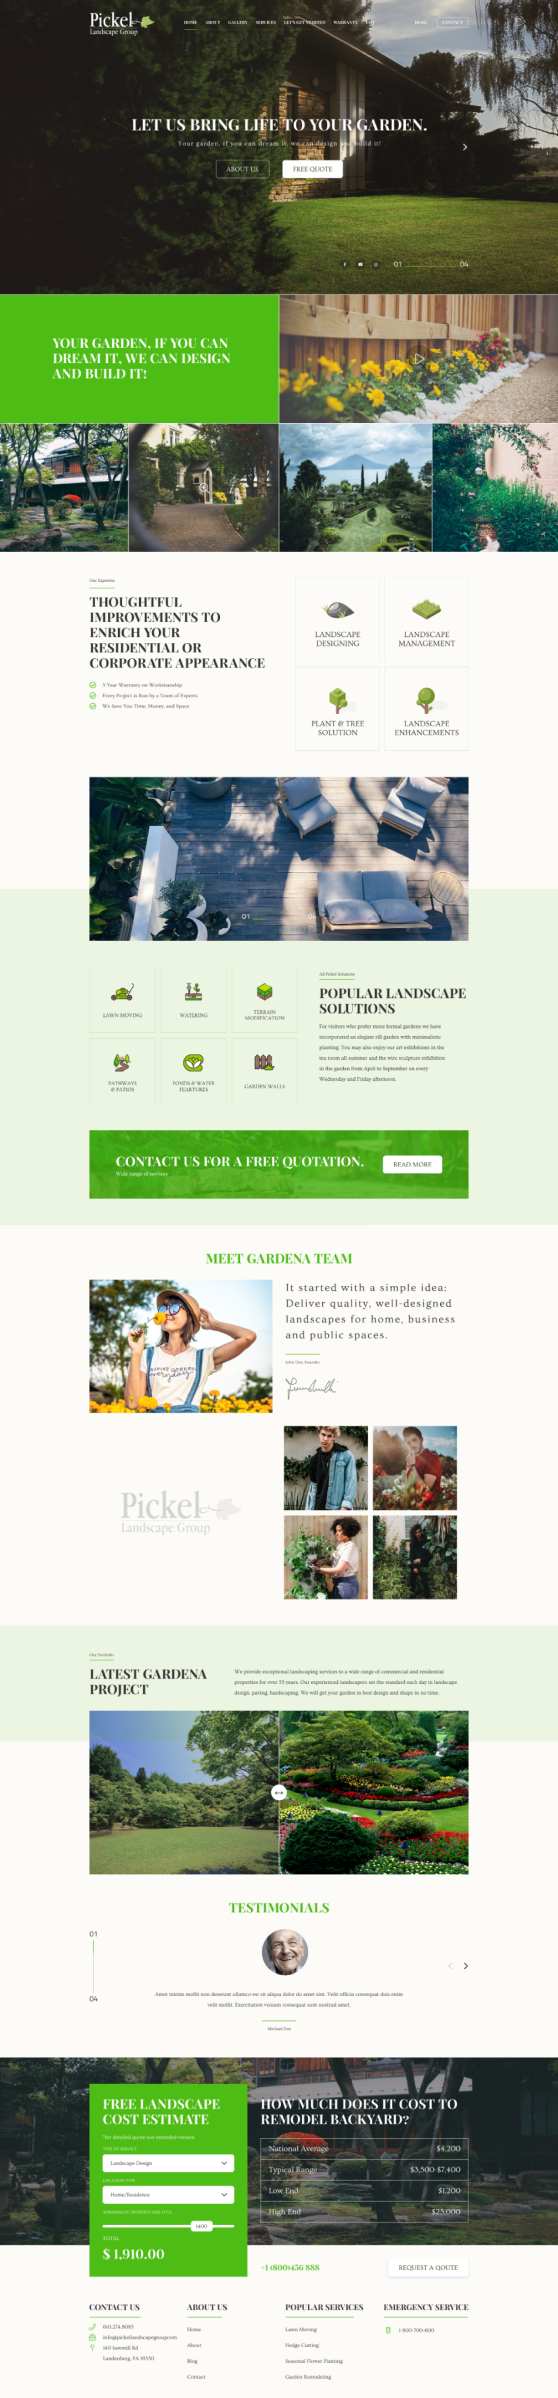 Pickel
Landscape Group
HOME ABOUT GALLERY SERVICES LET'S GET STARTED WARRANTY FAQ BLOG CONTACT
LET US BRING LIFE TO YOUR GARDEN.
Your garden, if you can dream it, we can design and build it!
ABOUT US FREE QUOTE
01 04
YOUR GARDEN, IF YOU CAN
DREAM IT, WE CAN DESIGN
AND BUILD IT!
Our Expertise
THOUGHTFUL
IMPROVEMENTS TO
ENRICH YOUR
RESIDENTIAL OR
CORPORATE APPEARANCE
5 Year Warranty on Workmanship
Every Project is Run by a Team of Experts
We Save You Time, Money, and Space
LANDSCAPE
DESIGNING
LANDSCAPE
MANAGEMENT
PLANT & TREE
SOLUTION
LANDSCAPE
ENHANCEMENTS
01 04
LAWN MOVING
WATERING
TERRAIN
MODIFICATION
PATHWAYS
& PATIOS
PONDS & WATER
FEARTURES
GARDEN WALLS
All Pickel Solutions
POPULAR LANDSCAPE
SOLUTIONS
For visitors who prefer more formal gardens we have
incorporated an elegant sill garden with minimalistic
planting. You may also enjoy our art exhibitions in the
tea room all summer and the wire sculpture exhibition
in the garden from April to September on every
Wednesday and Friday afternoon.
CONTACT US FOR A FREE QUOTATION.
Wide range of services
READ MORE
MEET GARDENA TEAM
It started with a simple idea:
Deliver quality, well-designed
landscapes for home, business
and public spaces.
John Doe, Founder
Pickel
Landscape Group
Our Portfolio
LATEST GARDENA
PROJECT
We provide exceptional landscaping services to a wide range of commercial and residential
properties for over 35 years. Our experienced landscapers set the standard each day in landscape
design, paving, hardscaping. We will get your garden in best design and shape in no time.
TESTIMONIALS
01
04
Amet minim mollit non deserunt ullamco est sit aliqua dolor do amet sint. Velit officia consequat duis enim
velit mollit. Exercitation veniam consequat sunt nostrud amet.
Michael Doe
FREE LANDSCAPE
COST ESTIMATE
*for detailed quote use extended version
TYPE OF SERVICE
Landscape Design
LOCATION TYPE
Home/Residence
APPROXIMATE PROPERTY SIZE (FT2)
1400
TOTAL
$ 1,910.00
HOW MUCH DOES IT COST TO
REMODEL BACKYARD?
National Average $4,200
Typical Range $3,500-$7,400
Low End $1,200
High End $25,000
+1 (800)456 888
REQUEST A QOUTE
CONTACT US
610.274.8085
info@pickellandscapegroup.com
140 Sawmill Rd
Landenberg, PA 19350
ABOUT US
Home
About
Blog
Contact
POPULAR SERVICES
Lawn Moving
Hedge Cutting
Seasonal Flower Planting
Garden Remodeling
EMERGENCY SERVICE
1-800-700-600